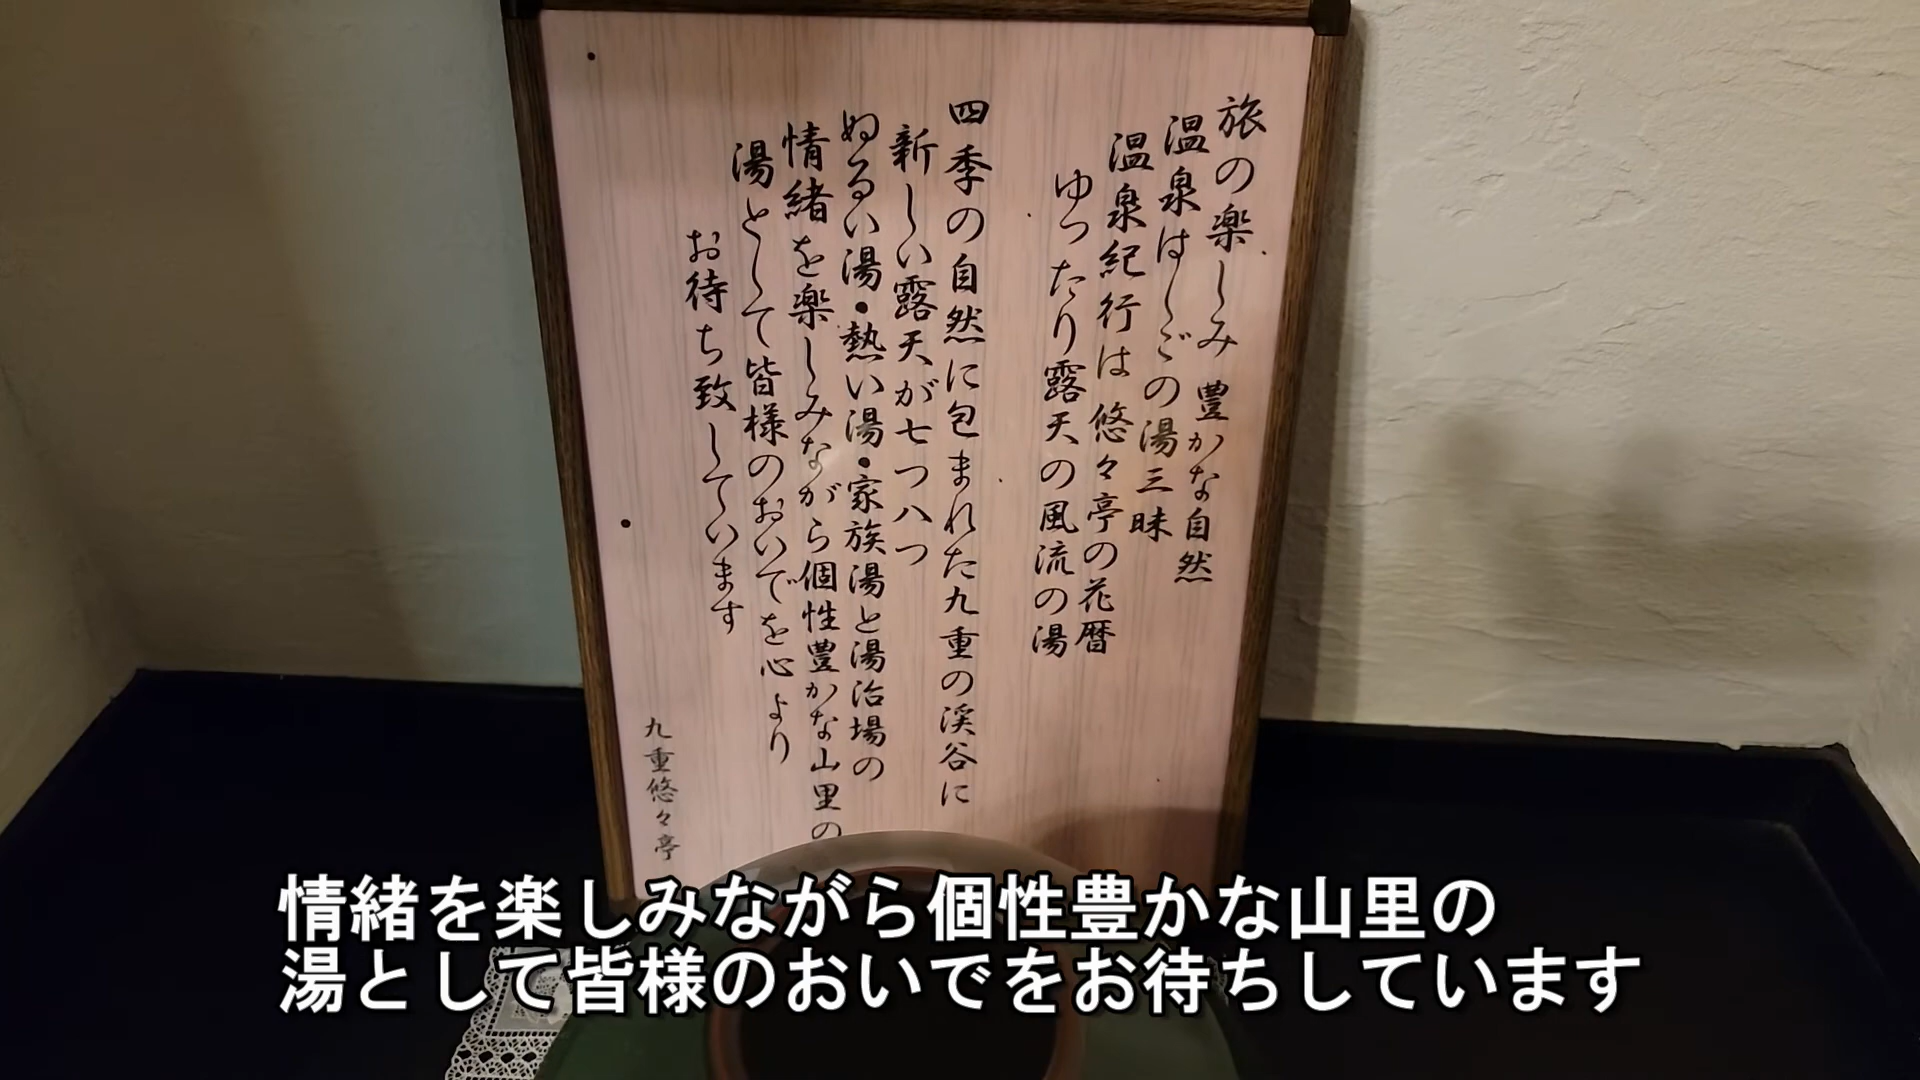 旅の楽しみ 豊かな自然
温泉はしごの湯三昧
温泉紀行は 悠々亭の花暦
ゆったり露天の風流の湯
四季の自然に包まれた九重の渓谷に
新しい露天が七つ八つ
ぬるい湯・熱い湯・家族湯と湯治場の
情緒を楽しみながら個性豊かな山里の
湯として皆様のおいでを心より
お待ち致しています
九重悠々亭
情緒を楽しみながら個性豊かな山里の
湯として皆様のおいでをお待ちしています